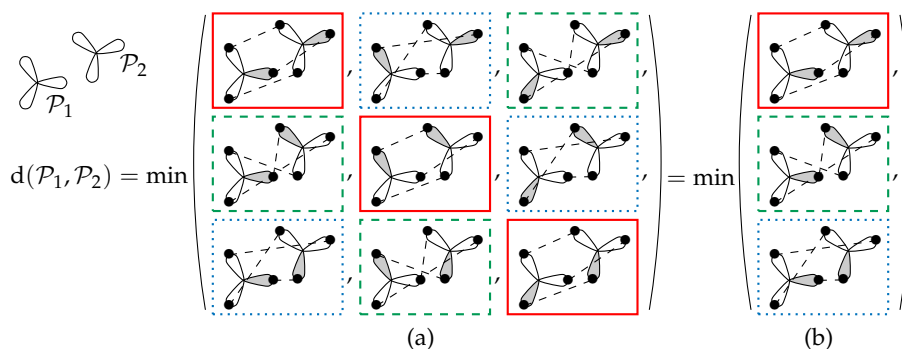 𝒫₂
𝒫₁
d(𝒫₁, 𝒫₂) = min ( , , , , , , , , ) = min ( , , )
(a) (b)